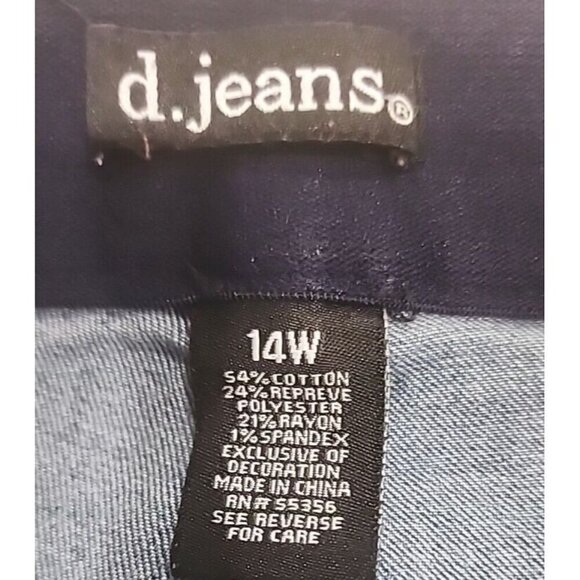 d.jeans®
14W
54% COTTON
24% REPREVE
POLYESTER
21% RAYON
1% SPANDEX
EXCLUSIVE OF
DECORATION
MADE IN CHINA
RN# 55356
SEE REVERSE
FOR CARE